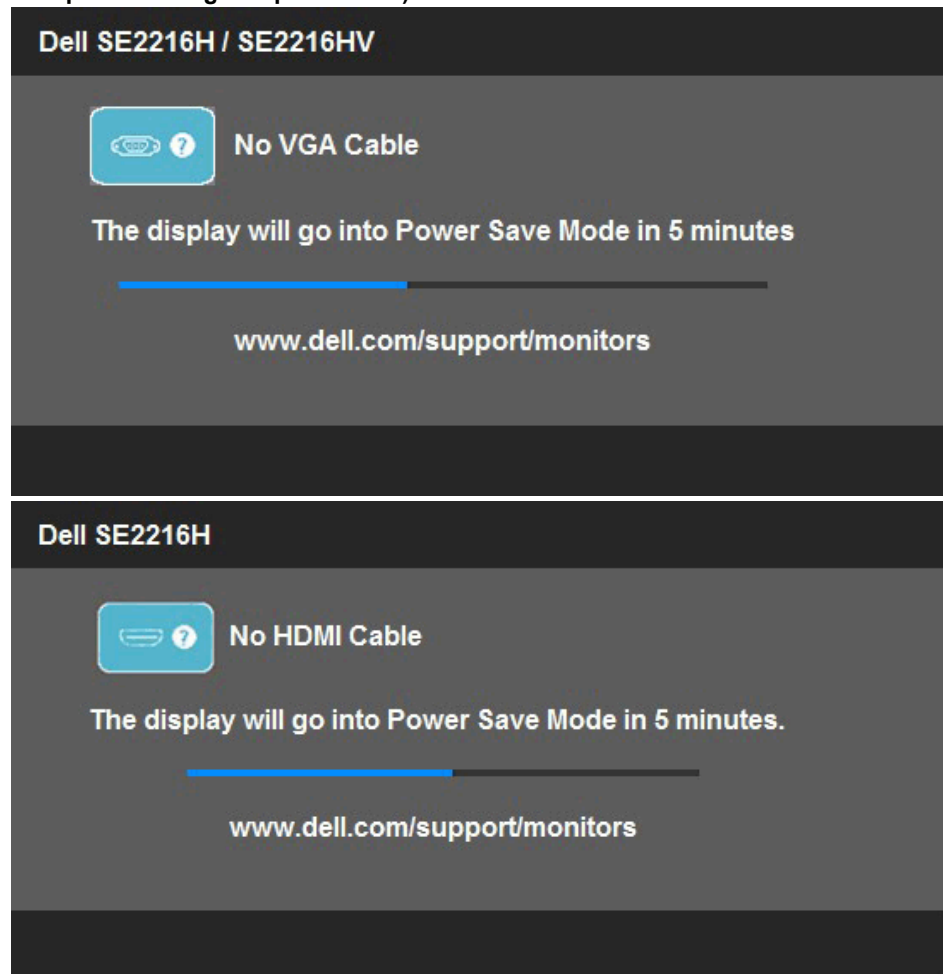 Dell SE2216H / SE2216HV
? No VGA Cable
The display will go into Power Save Mode in 5 minutes
www.dell.com/support/monitors
Dell SE2216H
? No HDMI Cable
The display will go into Power Save Mode in 5 minutes.
www.dell.com/support/monitors